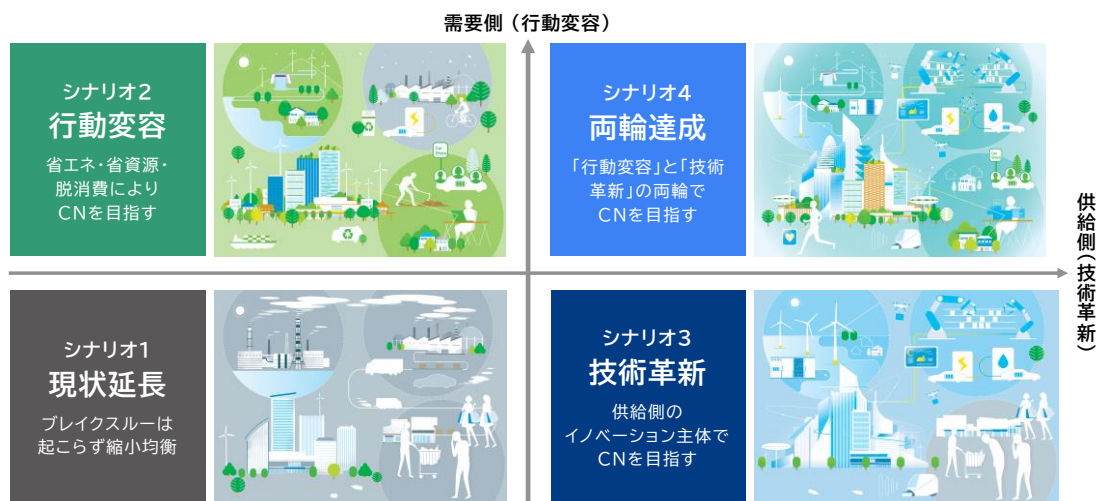 需要側（行動変容）
シナリオ2
行動変容
省エネ・省資源・
脱消費により
CNを目指す
シナリオ4
両輪達成
「行動変容」と「技術
革新」の両輪で
CNを目指す
供給側（技術革新）
シナリオ1
現状延長
ブレイクスルーは
起こらず縮小均衡
シナリオ3
技術革新
供給側の
イノベーション主体で
CNを目指す